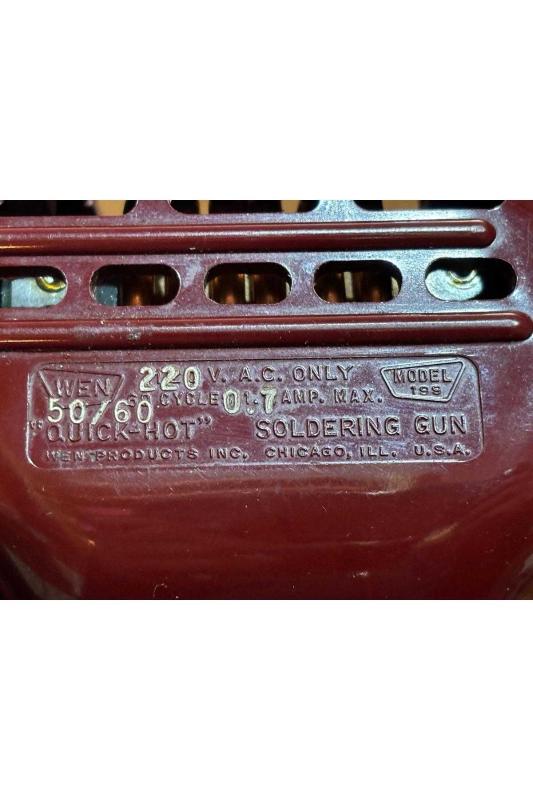 WEN 220 V. A.C. ONLY MODEL 199
50/60 CYCLE 0.7 AMP. MAX.
"QUICK-HOT" SOLDERING GUN
WEN PRODUCTS INC. CHICAGO, ILL. U.S.A.